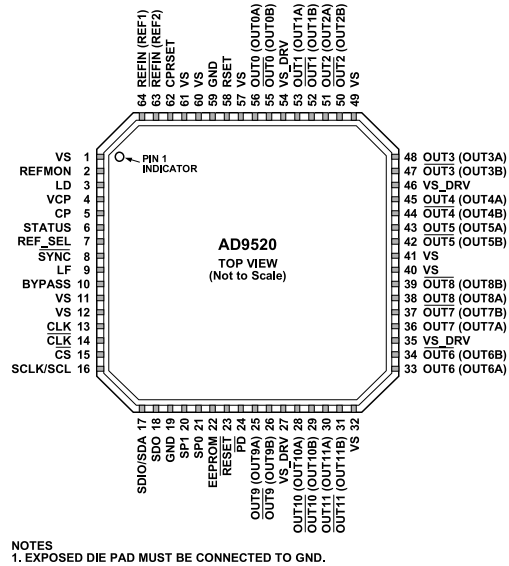 64 REFIN (REF1)
63 REFIN (REF2)
62 CPRSET
61 VS
60 VS
59 GND
58 RSET
57 VS
56 OUT0 (OUT0A)
55 OUT0 (OUT0B)
54 VS_DRV
53 OUT1 (OUT1A)
52 OUT1 (OUT1B)
51 OUT2 (OUT2A)
50 OUT2 (OUT2B)
49 VS
VS 1
REFMON 2
LD 3
VCP 4
CP 5
STATUS 6
REF_SEL 7
SYNC 8
LF 9
BYPASS 10
VS 11
VS 12
CLK 13
CLK 14
CS 15
SCLK/SCL 16
PIN 1
INDICATOR
AD9520
TOP VIEW
(Not to Scale)
48 OUT3 (OUT3A)
47 OUT3 (OUT3B)
46 VS_DRV
45 OUT4 (OUT4A)
44 OUT4 (OUT4B)
43 OUT5 (OUT5A)
42 OUT5 (OUT5B)
41 VS
40 VS
39 OUT8 (OUT8B)
38 OUT8 (OUT8A)
37 OUT7 (OUT7B)
36 OUT7 (OUT7A)
35 VS_DRV
34 OUT6 (OUT6B)
33 OUT6 (OUT6A)
SDIO/SDA 17
SDO 18
GND 19
SP1 20
SP0 21
EEPROM 22
RESET 23
PD 24
OUT9 (OUT9A) 25
OUT9 (OUT9B) 26
VS_DRV 27
OUT10 (OUT10A) 28
OUT10 (OUT10B) 29
OUT11 (OUT11A) 30
OUT11 (OUT11B) 31
VS 32
NOTES
1. EXPOSED DIE PAD MUST BE CONNECTED TO GND.